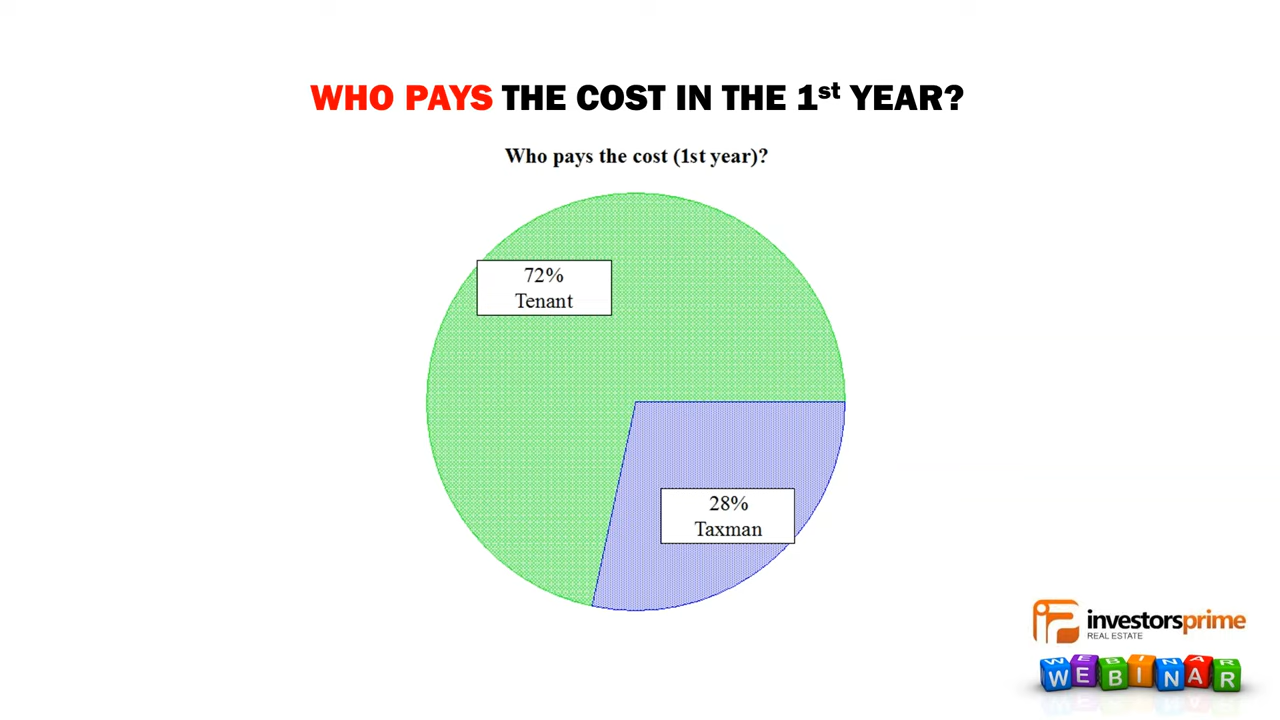 WHO PAYS THE COST IN THE 1st YEAR?
Who pays the cost (1st year)?
72%
Tenant
28%
Taxman
investorsprime
REAL ESTATE
WEBINAR